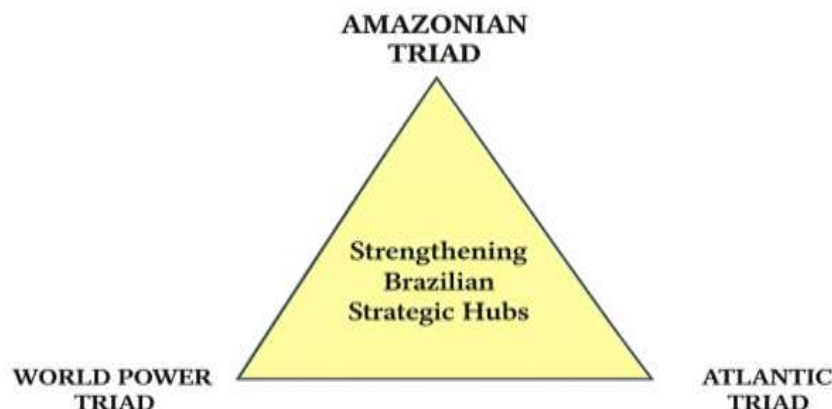 AMAZONIAN
TRIAD
Strengthening
Brazilian
Strategic Hubs
WORLD POWER
TRIAD
ATLANTIC
TRIAD